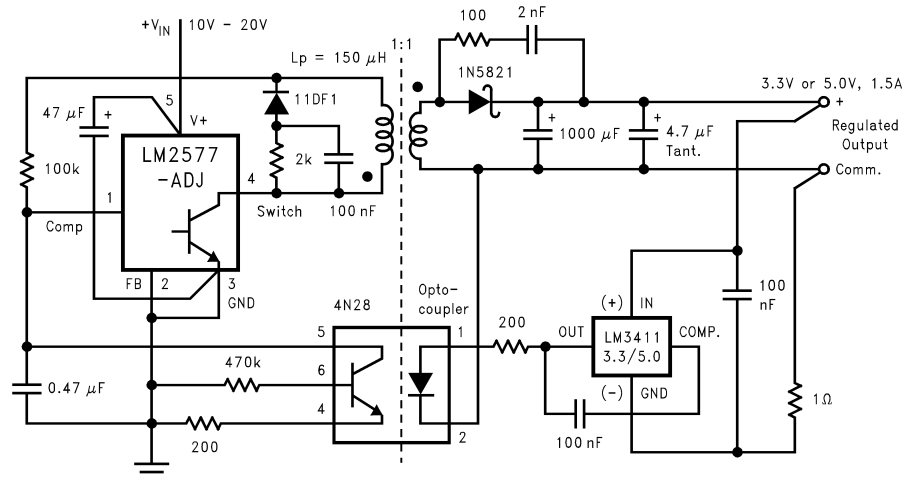 +V_IN 10V - 20V
100
2 nF
1:1
Lp = 150 μH
1N5821
3.3V or 5.0V, 1.5A
+
Regulated
Output
Comm.
47 μF
+
5
V+
11DF1
+
1000 μF
+
4.7 μF
Tant.
LM2577
-ADJ
100k
2k
4
1
Comp
Switch
100 nF
FB
2
3
GND
Opto-
coupler
4N28
(+)
IN
100
nF
5
1
200
OUT
LM3411
3.3/5.0
COMP.
6
470k
0.47 μF
(-)
GND
1Ω
4
200
2
100 nF